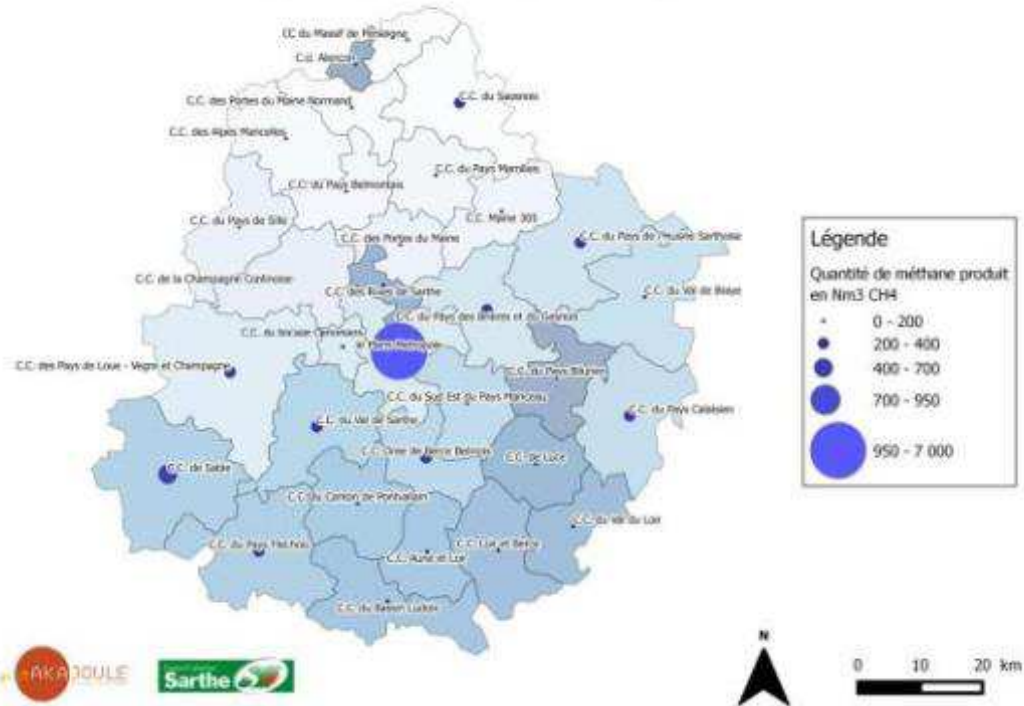 CC du Massif de Perseigne
C.U. Alençon
C.C. du Saosnois
C.C. des Portes du Maine Normand
C.C. des Alpes Mancelles
C.C. du Pays Marollais
C.C. du Pays Belmontais
C.C. Maine 301
C.C. du Pays de Sillé
C.C. des Portes du Maine
C.C. du Pays de l'Huisne Sarthoise
C.C. de la Champagne Conlinoise
C.C. des Rives de Sarthe
C.C. du Val de Braye
C.C. du Pays des Brières et du Gesnois
C.C. du Bocage Cénomans
le Mans Métropole
C.C. des Pays de Loue - Vègre et Champagne
C.C. du Pays Bilurien
C.C. du Sud Est du Pays Manceau
C.C. du Pays Calaisien
C.C. du Val de Sarthe
C.C. Orée de Bercé Belinois
C.C. de Lucé
C.C. de Sablé
C.C. du Canton de Pontvallain
C.C. du Val du Loir
C.C. du Pays Fléchois
C.C. Aune et Loir
C.C. Loir et Bercé
C.C. du Bassin Ludois
Légende
Quantité de méthane produit
en Nm3 CH4
0 - 200
200 - 400
400 - 700
700 - 950
950 - 7 000
AKAJOULE
Sarthe
N
0 10 20 km